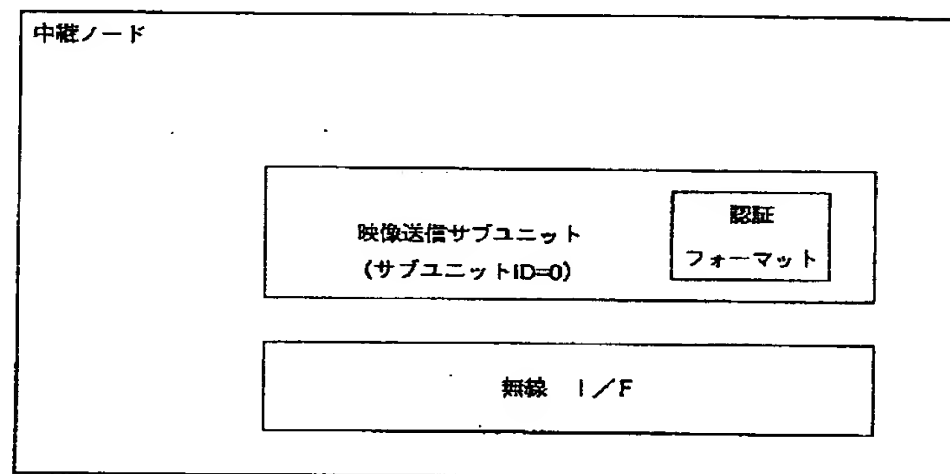 中継ノード
映像送信サブユニット
(サブユニットID=0)
認証
フォーマット
無線 I/F